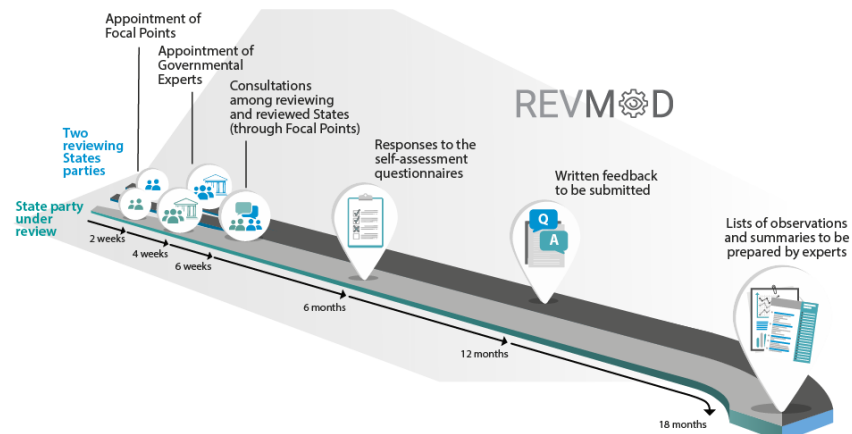 Appointment of
Focal Points
Appointment of
Governmental
Experts
Consultations
among reviewing
and reviewed States
(through Focal Points)
REVMOD
Two
reviewing
States
parties
State party
under
review
Responses to the
self-assessment
questionnaires
Written feedback
to be submitted
Q
A
Lists of observations
and summaries to be
prepared by experts
2 weeks
4 weeks
6 weeks
6 months
12 months
18 months